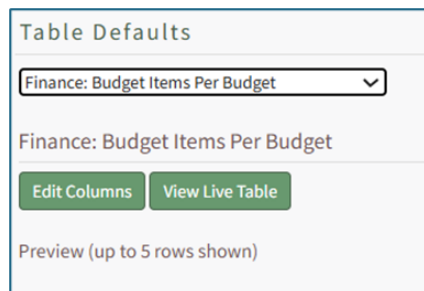 Table Defaults
Finance: Budget Items Per Budget
Finance: Budget Items Per Budget
Edit Columns View Live Table
Preview (up to 5 rows shown)